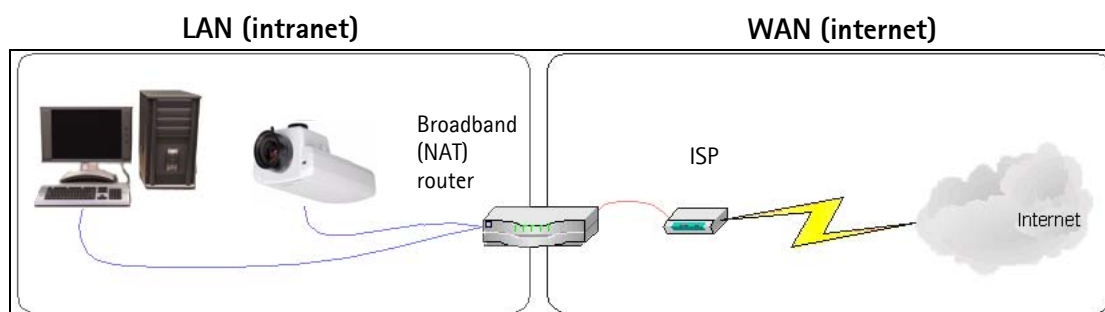 LAN (intranet)
WAN (internet)
Broadband
(NAT)
router
ISP
Internet